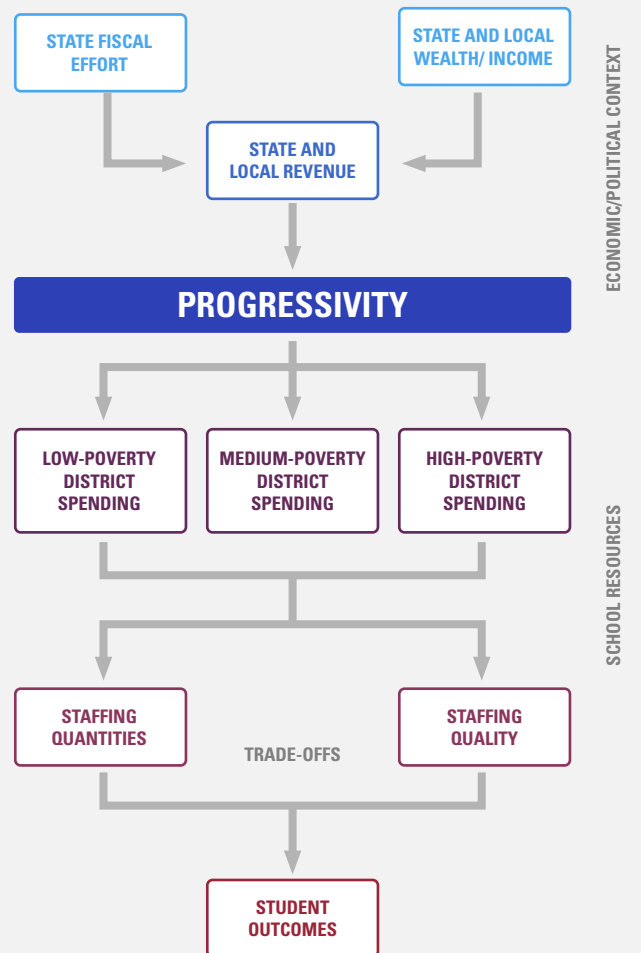 STATE FISCAL
EFFORT
STATE AND LOCAL
WEALTH/ INCOME
STATE AND
LOCAL REVENUE
ECONOMIC/POLITICAL CONTEXT
PROGRESSIVITY
LOW-POVERTY
DISTRICT
SPENDING
MEDIUM-POVERTY
DISTRICT
SPENDING
HIGH-POVERTY
DISTRICT
SPENDING
SCHOOL RESOURCES
STAFFING
QUANTITIES
TRADE-OFFS
STAFFING
QUALITY
STUDENT
OUTCOMES